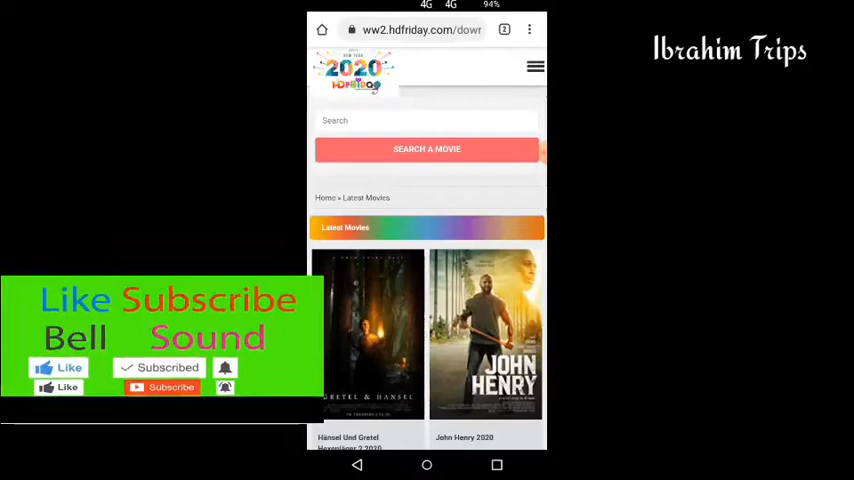 4G 4G 94%
ww2.hdfriday.com/dowr
2
Ibrahim Trips
2020
Search
SEARCH A MOVIE
Home » Latest Movies
Latest Movies
GRETEL & HANSEL
JOHN
HENRY
Hänsel Und Gretel
Hexenjäger 2 2020
John Henry 2020
Like Subscribe
Bell Sound
Like Subscribed
Like Subscribe